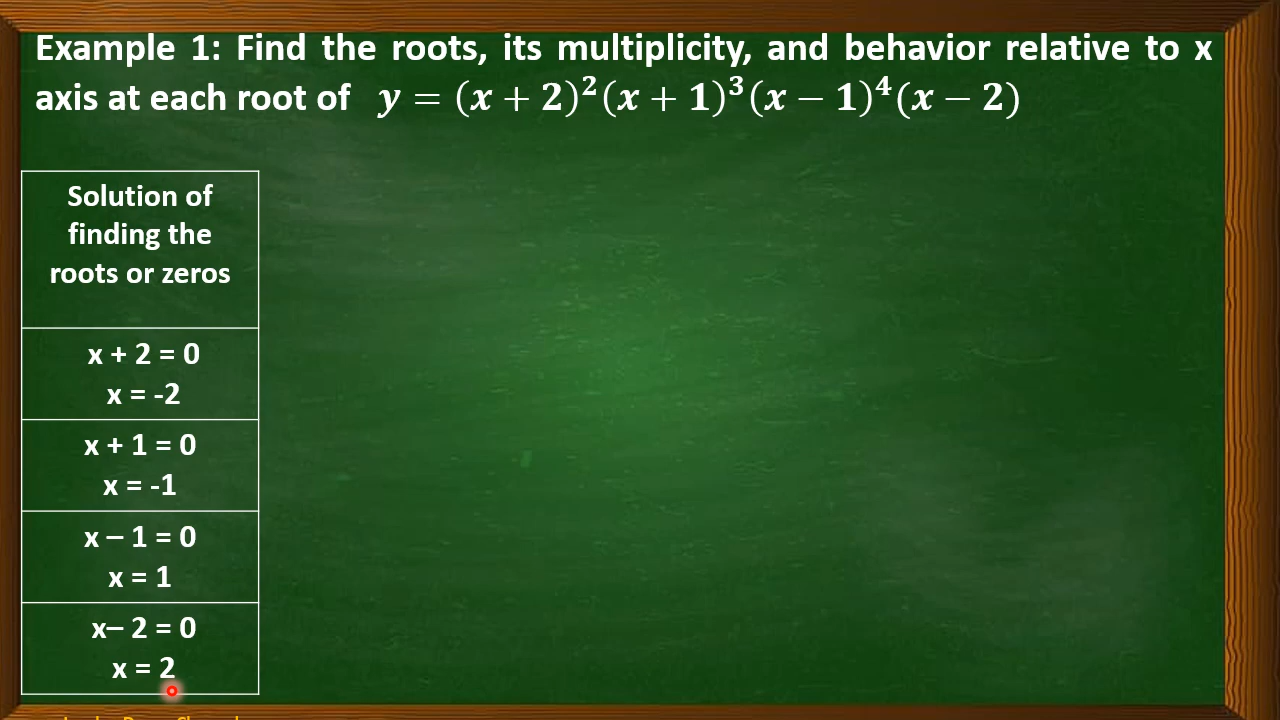 Example 1: Find the roots, its multiplicity, and behavior relative to x
axis at each root of y = (x + 2)²(x + 1)³(x − 1)⁴(x − 2)
Solution of
finding the
roots or zeros
x + 2 = 0
x = -2
x + 1 = 0
x = -1
x – 1 = 0
x = 1
x– 2 = 0
x = 2